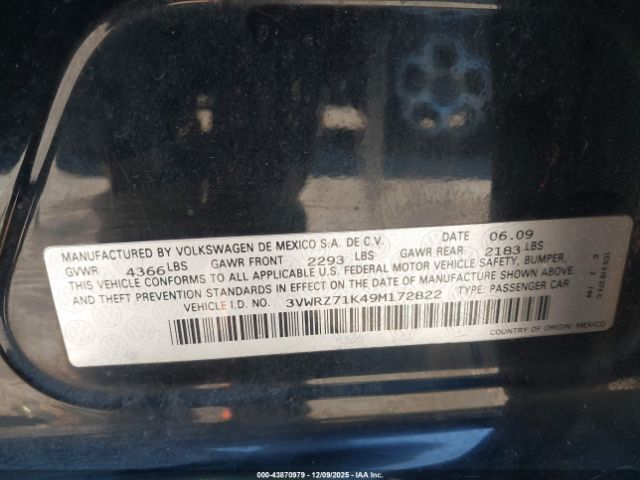 MANUFACTURED BY VOLKSWAGEN DE MEXICO S.A. DE C.V. DATE 06.09
GVWR 4366 LBS GAWR FRONT 2293 LBS GAWR REAR 2183 LBS
THIS VEHICLE CONFORMS TO ALL APPLICABLE U.S. FEDERAL MOTOR VEHICLE SAFETY, BUMPER,
AND THEFT PREVENTION STANDARDS IN EFFECT ON THE DATE OF MANUFACTURE SHOWN ABOVE.
VEHICLE I.D. NO. 3VWRZ71K49M172822 TYPE: PASSENGER CAR
COUNTRY OF ORIGIN: MEXICO
000-43870979 - 12/09/2025 - IAA Inc.